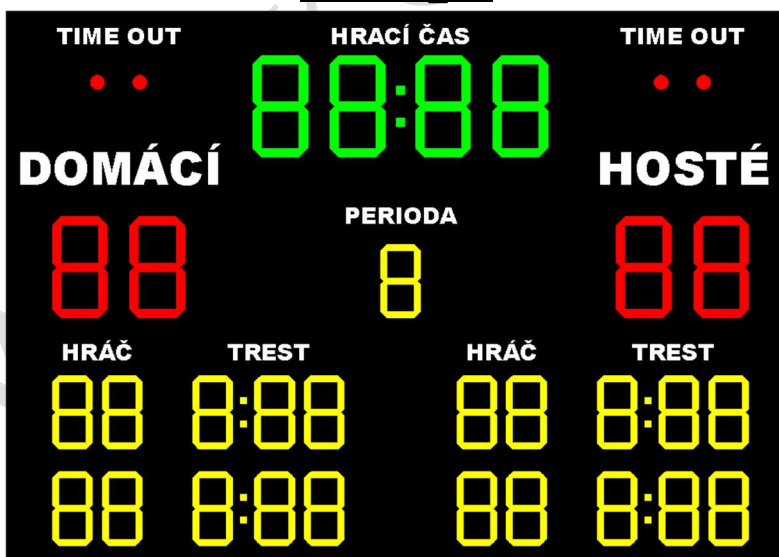 TIME OUT HRACÍ ČAS TIME OUT
88:88
DOMÁCÍ HOSTÉ
PERIODA
88 8 88
HRÁČ TREST HRÁČ TREST
88 8:88 88 8:88
88 8:88 88 8:88